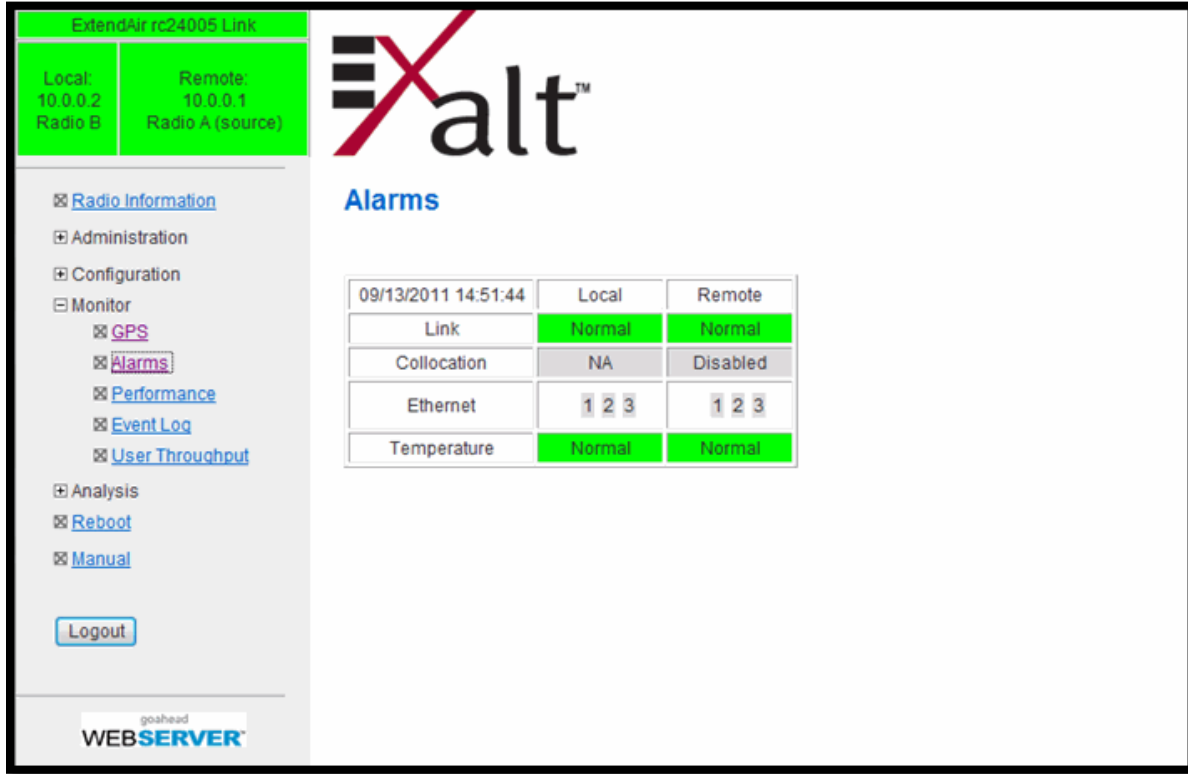 ExtendAir rc24005 Link
Local:
10.0.0.2
Radio B
Remote:
10.0.0.1
Radio A (source)
Exalt™
Radio Information
Administration
Configuration
Monitor
GPS
Alarms
Performance
Event Log
User Throughput
Analysis
Reboot
Manual
Logout
goahead
WEBSERVER
Alarms
09/13/2011 14:51:44 Local Remote
Link Normal Normal
Collocation NA Disabled
Ethernet 1 2 3 1 2 3
Temperature Normal Normal